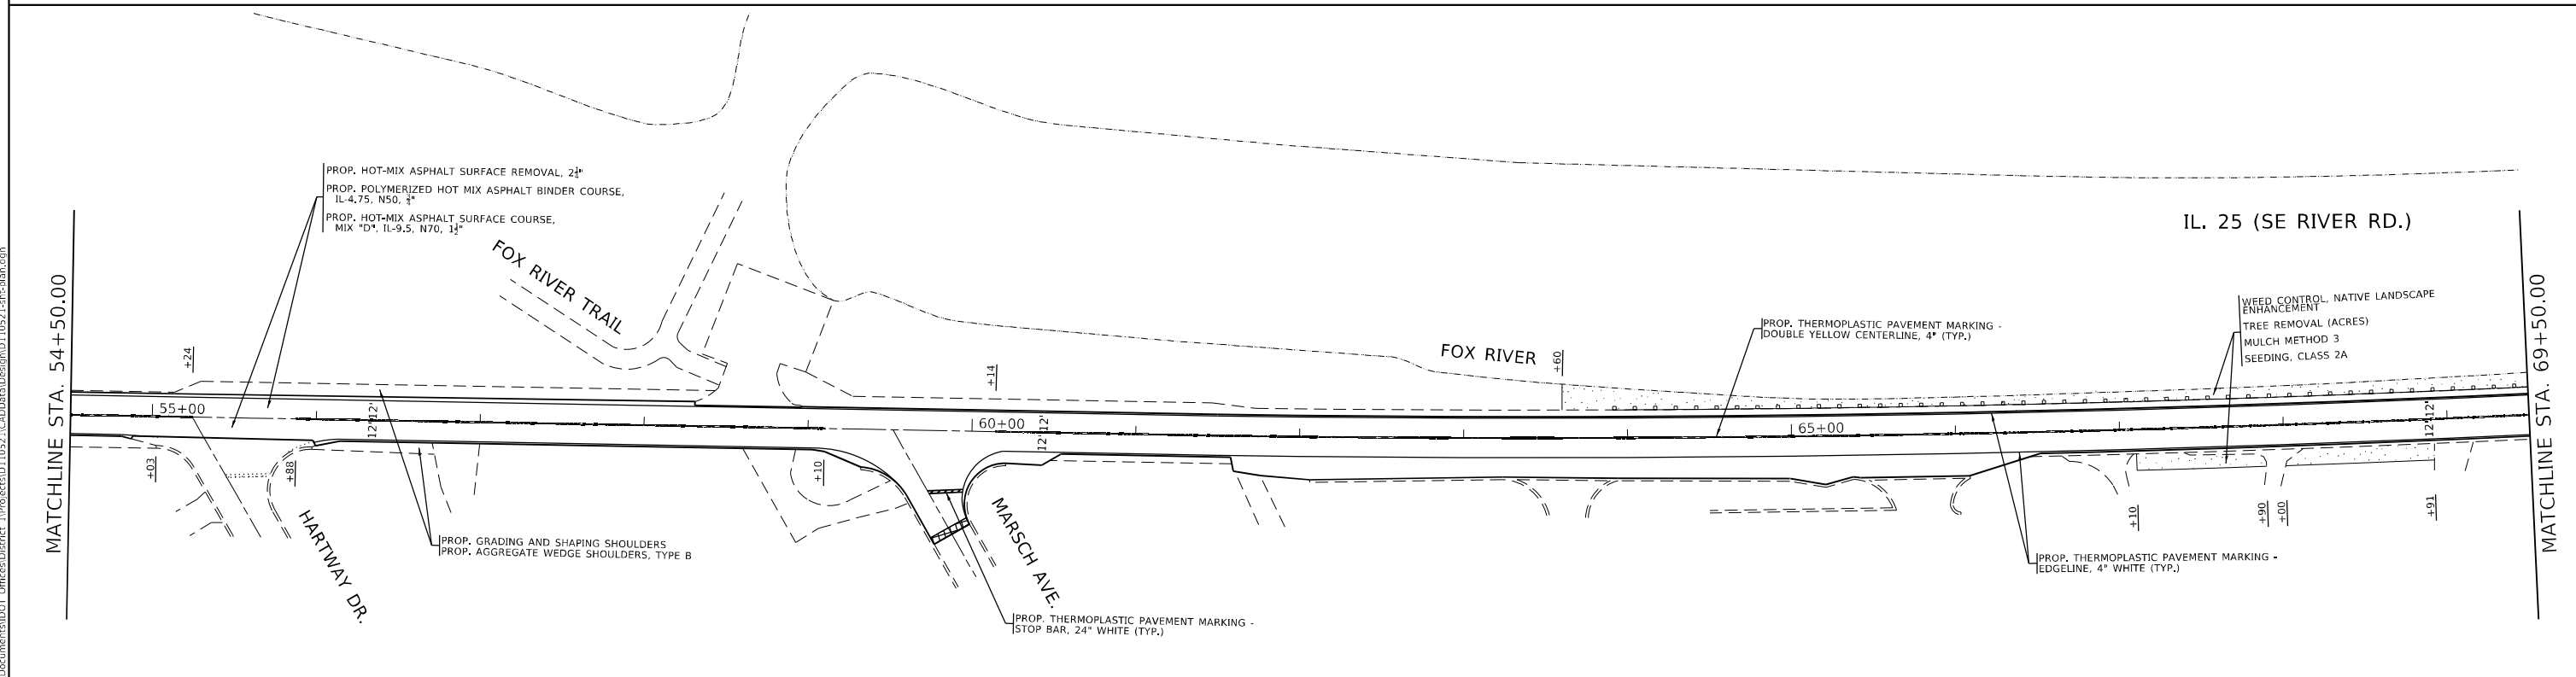 PROP. HOT-MIX ASPHALT SURFACE REMOVAL, 2¼"
PROP. POLYMERIZED HOT MIX ASPHALT BINDER COURSE,
IL-4.75, N50, ¾"
PROP. HOT-MIX ASPHALT SURFACE COURSE,
MIX "D", IL-9.5, N70, 1½"
IL. 25 (SE RIVER RD.)
FOX RIVER TRAIL
MATCHLINE STA. 54+50.00
MATCHLINE STA. 69+50.00
WEED CONTROL, NATIVE LANDSCAPE
ENHANCEMENT
TREE REMOVAL (ACRES)
MULCH METHOD 3
SEEDING, CLASS 2A
PROP. THERMOPLASTIC PAVEMENT MARKING -
DOUBLE YELLOW CENTERLINE, 4" (TYP.)
FOX RIVER
+24
+14
+60
55+00
12'
12'
60+00
12'
12'
65+00
12'
12'
+03
+88
+10
+10
+90
+00
+91
HARTWAY DR.
MARSCH AVE.
PROP. GRADING AND SHAPING SHOULDERS
PROP. AGGREGATE WEDGE SHOULDERS, TYPE B
PROP. THERMOPLASTIC PAVEMENT MARKING -
EDGELINE, 4" WHITE (TYP.)
PROP. THERMOPLASTIC PAVEMENT MARKING -
STOP BAR, 24" WHITE (TYP.)